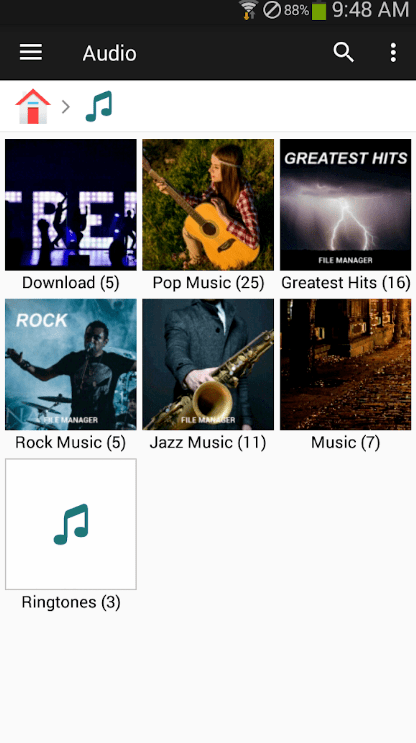 88% 9:48 AM
Audio
TREE
GREATEST HITS
FILE MANAGER
Download (5)
Pop Music (25)
Greatest Hits (16)
ROCK
FILE MANAGER
FILE MANAGER
Rock Music (5)
Jazz Music (11)
Music (7)
Ringtones (3)